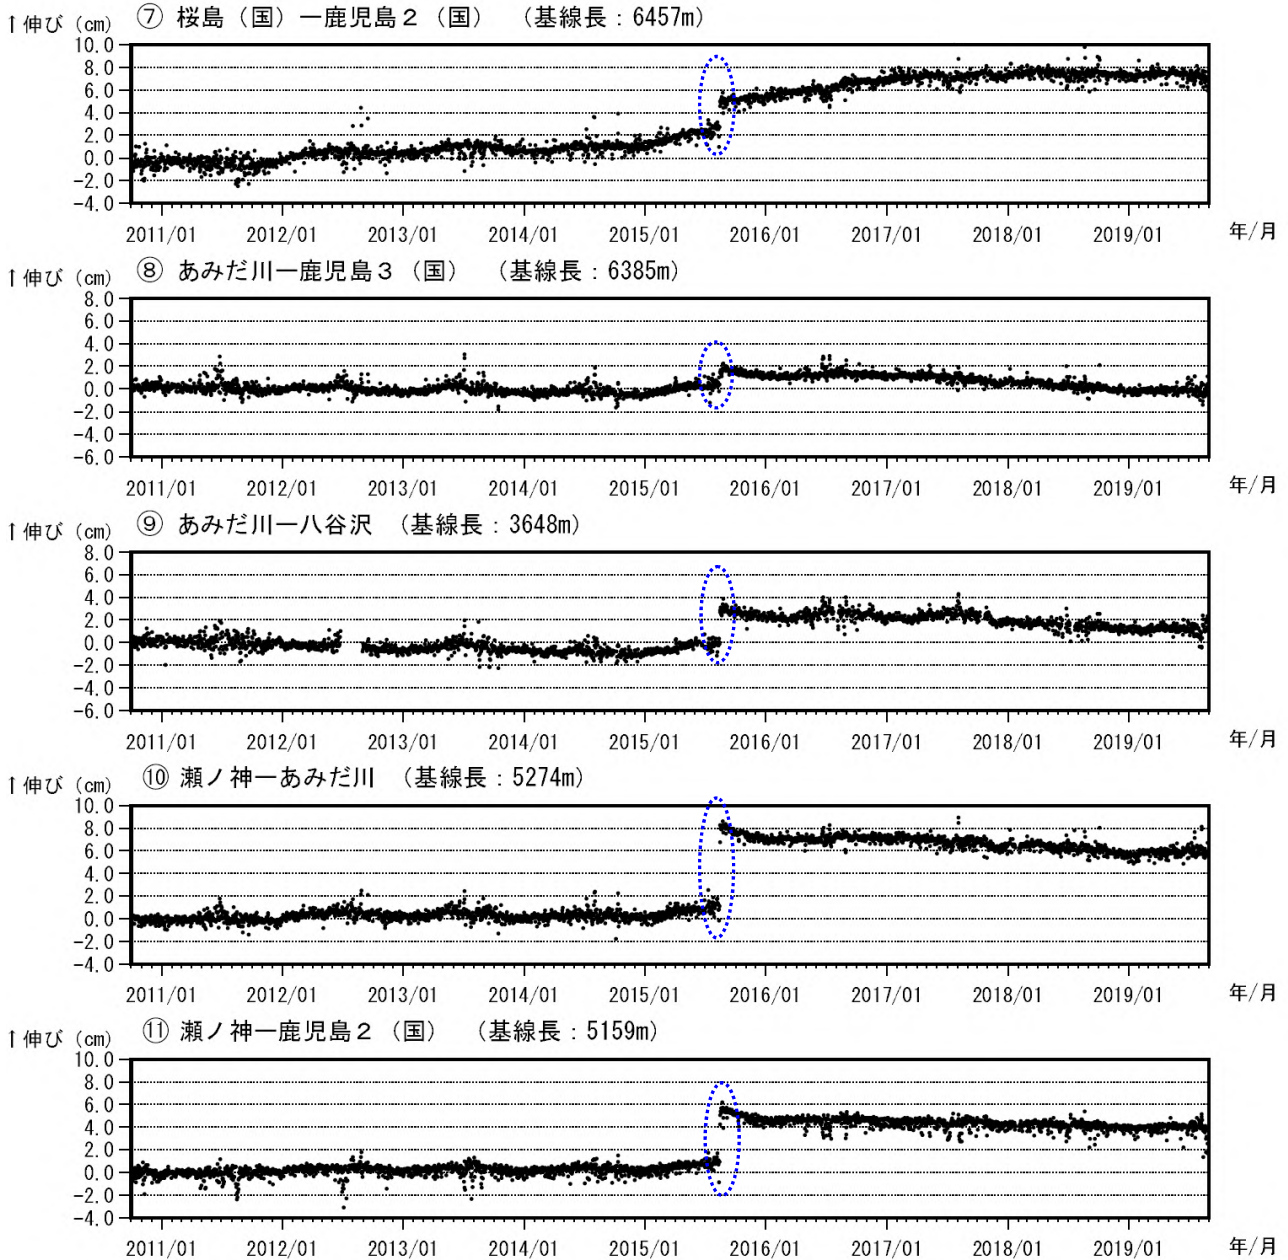 ⑦ 桜島（国）ー鹿児島２（国） （基線長：6457m）
↑伸び（cm）
10.0
8.0
6.0
4.0
2.0
0.0
-2.0
-4.0
2011/01 2012/01 2013/01 2014/01 2015/01 2016/01 2017/01 2018/01 2019/01 年/月
⑧ あみだ川ー鹿児島３（国） （基線長：6385m）
↑伸び（cm）
8.0
6.0
4.0
2.0
0.0
-2.0
-4.0
-6.0
2011/01 2012/01 2013/01 2014/01 2015/01 2016/01 2017/01 2018/01 2019/01 年/月
⑨ あみだ川ー八谷沢 （基線長：3648m）
↑伸び（cm）
8.0
6.0
4.0
2.0
0.0
-2.0
-4.0
-6.0
2011/01 2012/01 2013/01 2014/01 2015/01 2016/01 2017/01 2018/01 2019/01 年/月
⑩ 瀬ノ神ーあみだ川 （基線長：5274m）
↑伸び（cm）
10.0
8.0
6.0
4.0
2.0
0.0
-2.0
-4.0
2011/01 2012/01 2013/01 2014/01 2015/01 2016/01 2017/01 2018/01 2019/01 年/月
⑪ 瀬ノ神ー鹿児島２（国） （基線長：5159m）
↑伸び（cm）
10.0
8.0
6.0
4.0
2.0
0.0
-2.0
-4.0
2011/01 2012/01 2013/01 2014/01 2015/01 2016/01 2017/01 2018/01 2019/01 年/月